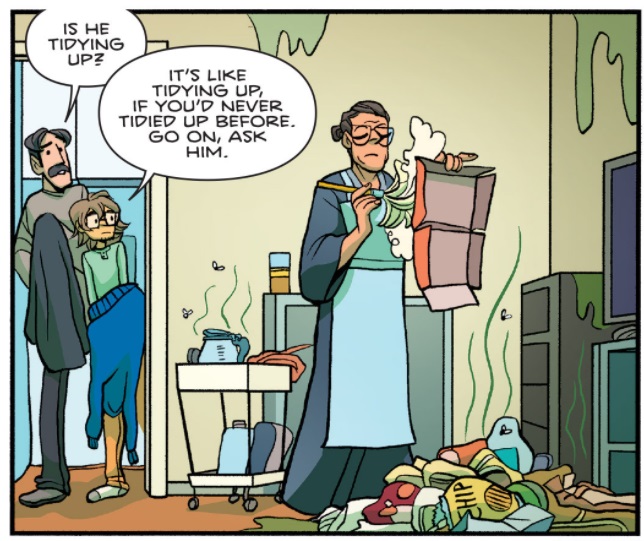 IS HE
TIDYING
UP?
IT'S LIKE
TIDYING UP,
IF YOU'D NEVER
TIDIED UP BEFORE.
GO ON, ASK
HIM.